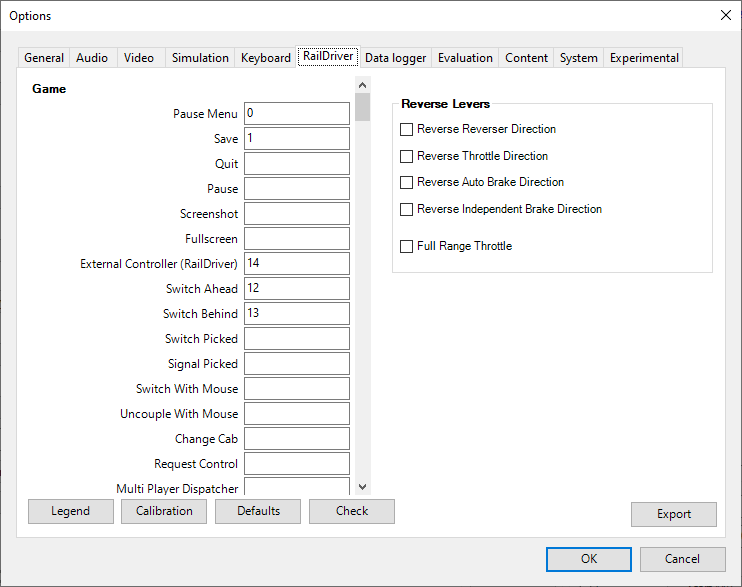 Options
General Audio Video Simulation Keyboard RailDriver Data logger Evaluation Content System Experimental
Game
Pause Menu 0
Save 1
Quit
Pause
Screenshot
Fullscreen
External Controller (RailDriver) 14
Switch Ahead 12
Switch Behind 13
Switch Picked
Signal Picked
Switch With Mouse
Uncouple With Mouse
Change Cab
Request Control
Multi Player Dispatcher
Reverse Levers
Reverse Reverser Direction
Reverse Throttle Direction
Reverse Auto Brake Direction
Reverse Independent Brake Direction
Full Range Throttle
Legend Calibration Defaults Check Export
OK Cancel